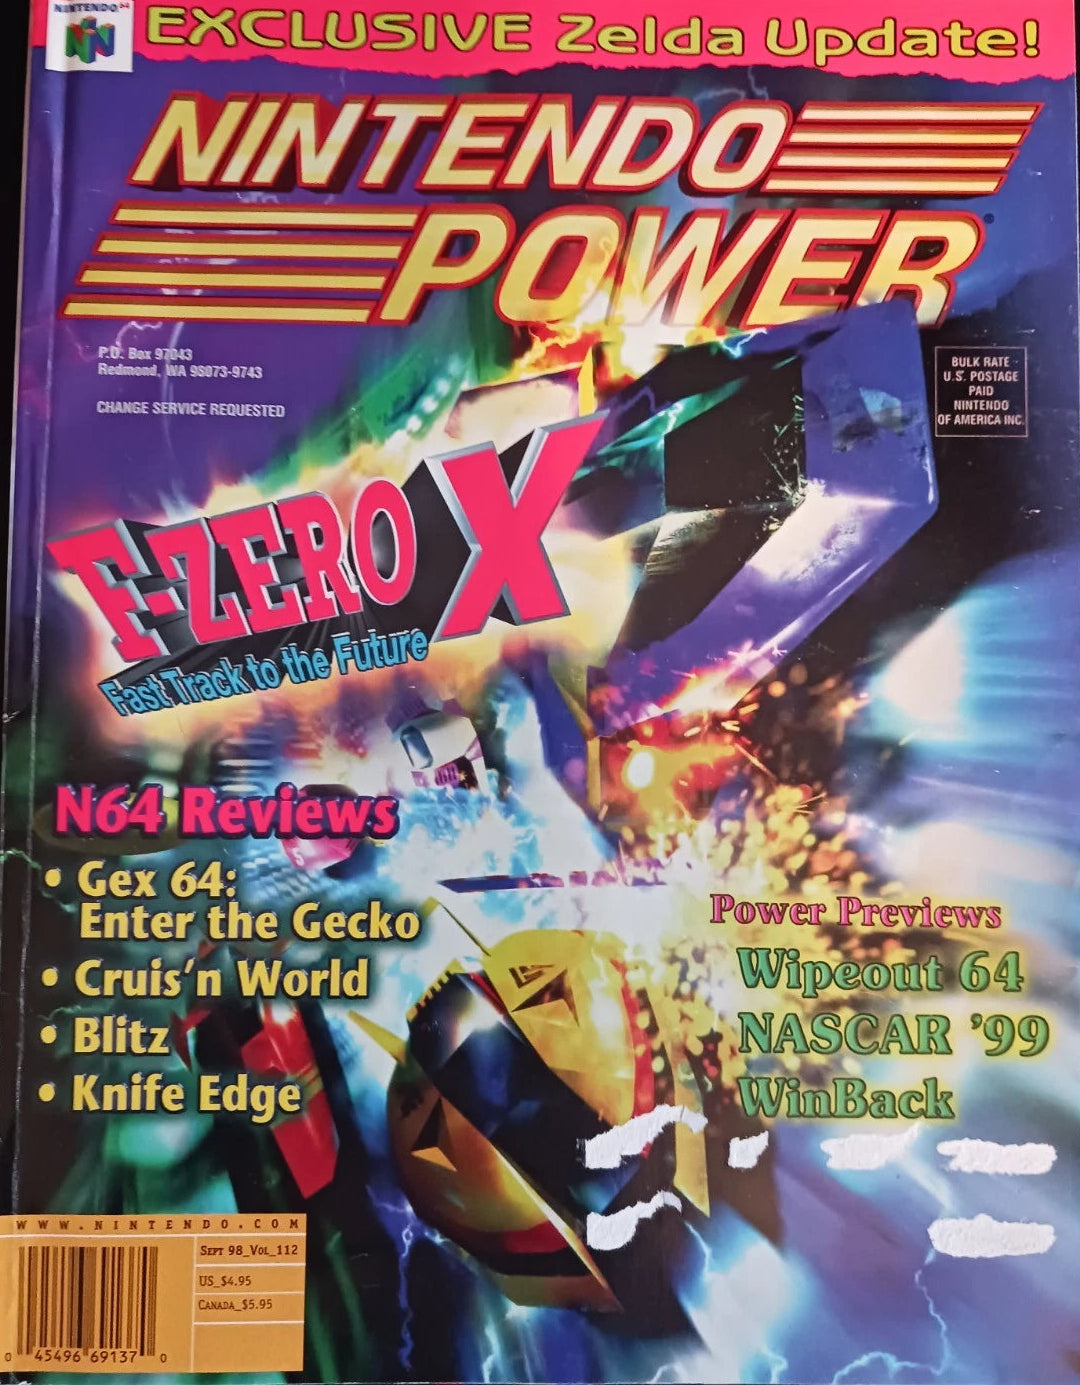 NINTENDO 64
EXCLUSIVE Zelda Update!
NINTENDO
POWER
P.O. Box 97043
Redmond, WA 98073-9743
CHANGE SERVICE REQUESTED
BULK RATE
U.S. POSTAGE
PAID
NINTENDO
OF AMERICA INC.
F-ZERO X
Fast Track to the Future
N64 Reviews
• Gex 64:
Enter the Gecko
• Cruis'n World
• Blitz
• Knife Edge
Power Previews
Wipeout 64
NASCAR '99
WinBack
WWW.NINTENDO.COM
SEPT 98_VOL_112
US_$4.95
CANADA_$5.95
0 45496 69137 0